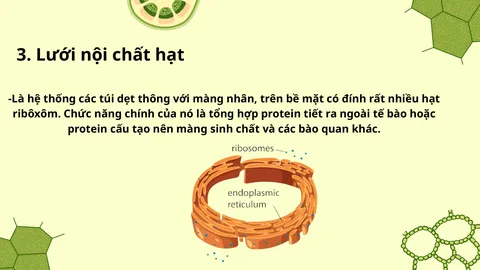 3. Lưới nội chất hạt
-Là hệ thống các túi dẹt thông với màng nhân, trên bề mặt có đính rất nhiều hạt
ribôxôm. Chức năng chính của nó là tổng hợp protein tiết ra ngoài tế bào hoặc
protein cấu tạo nên màng sinh chất và các bào quan khác.
ribosomes
endoplasmic
reticulum